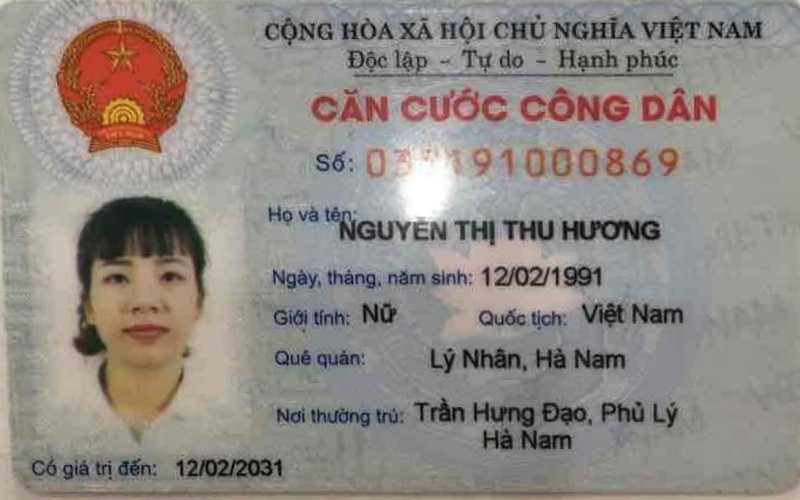 CỘNG HÒA XÃ HỘI CHỦ NGHĨA VIỆT NAM
Độc lập - Tự do - Hạnh phúc
CĂN CƯỚC CÔNG DÂN
Số:
Họ và tên: NGUYỄN THỊ THU HƯƠNG
Ngày, tháng, năm sinh: 12/02/1991
Giới tính: Nữ Quốc tịch: Việt Nam
Quê quán: Lý Nhân, Hà Nam
Nơi thường trú: Trần Hưng Đạo, Phủ Lý
Hà Nam
Có giá trị đến: 12/02/2031